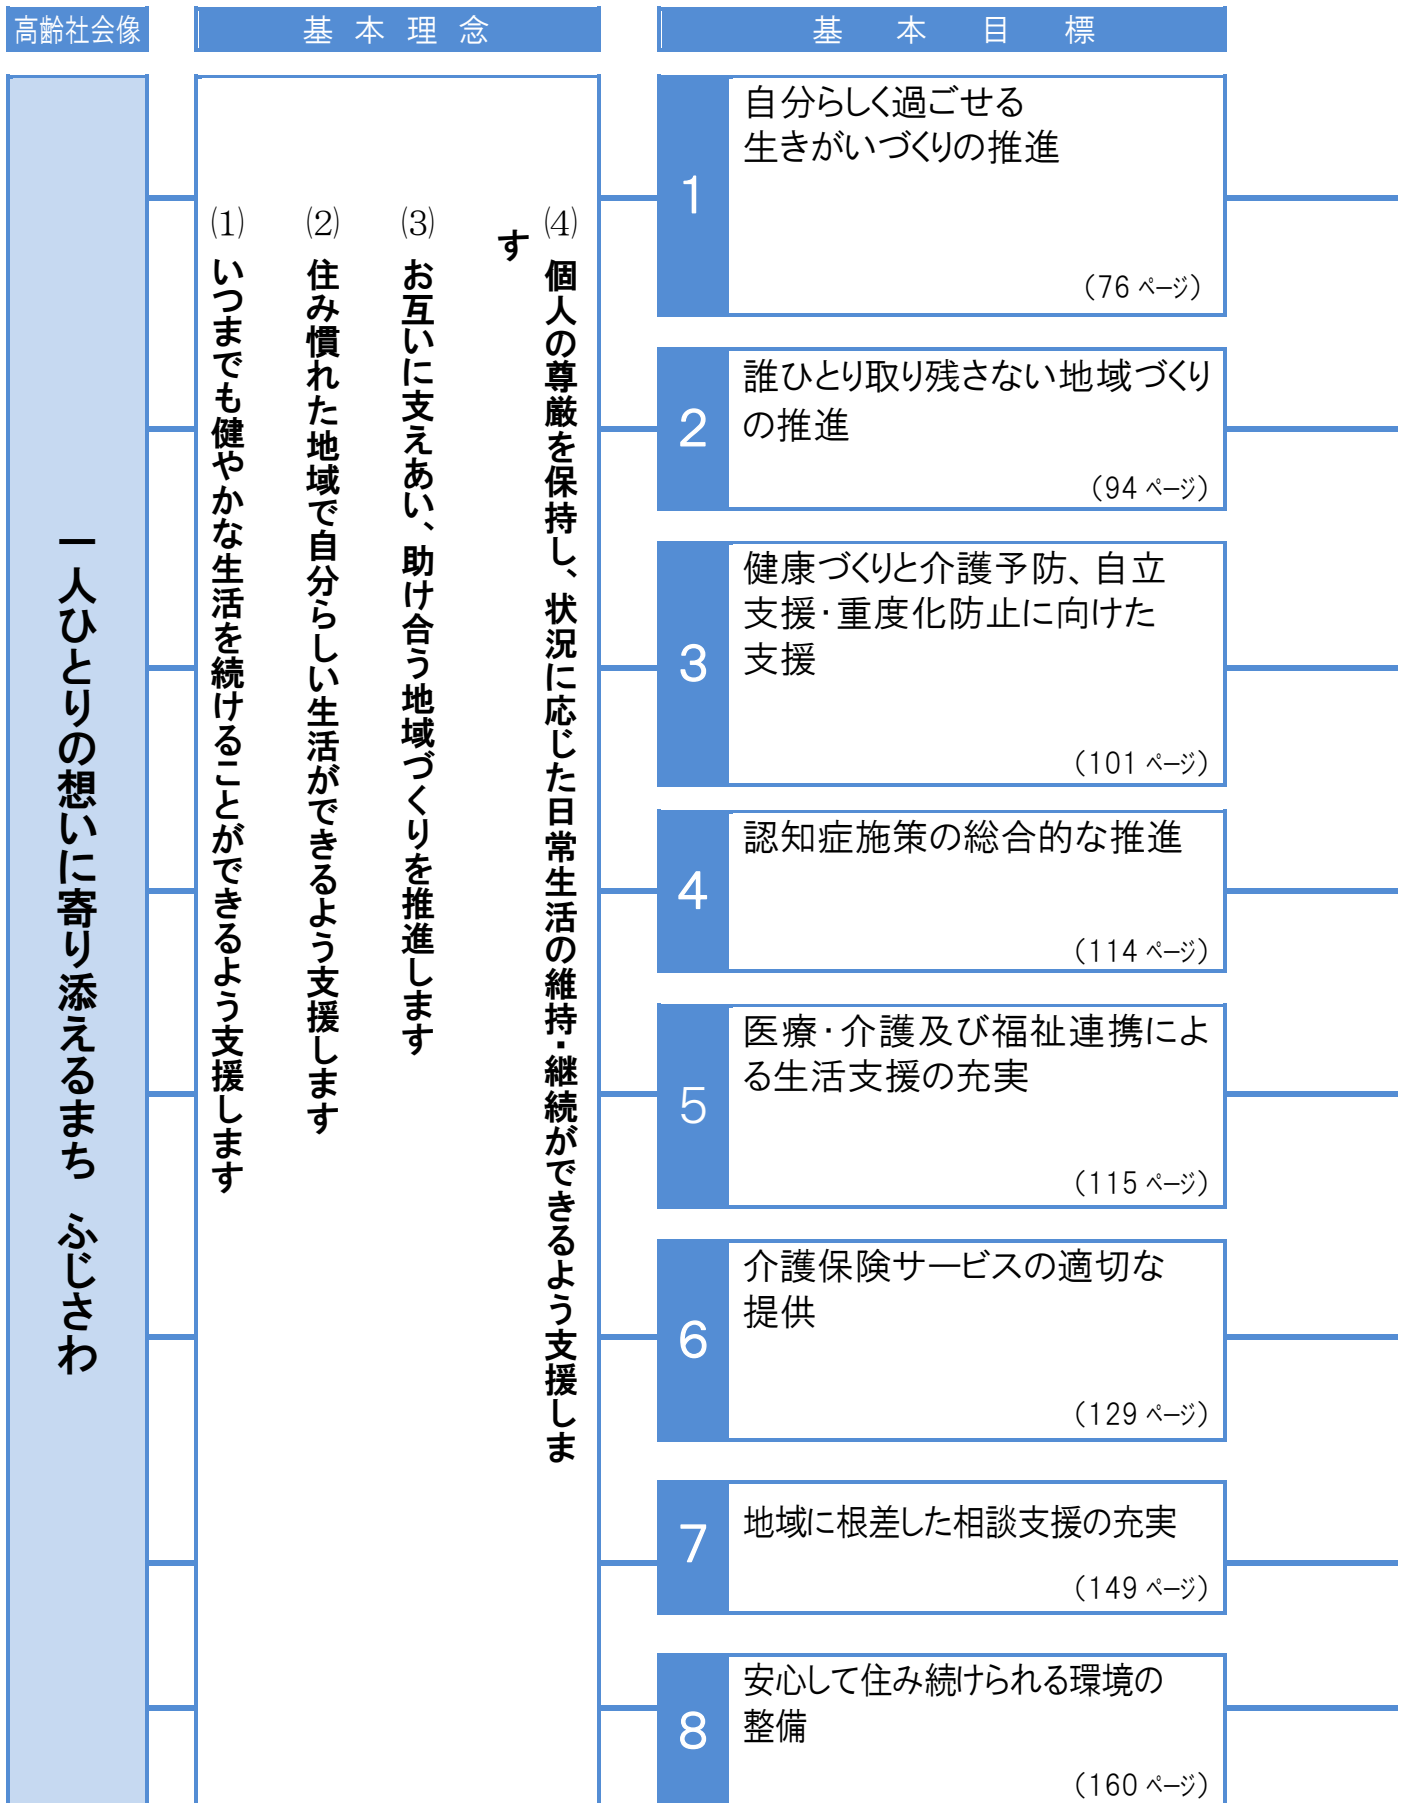 高齢社会像
基本理念
基本目標
一人ひとりの想いに寄り添えるまち　ふじさわ
⑴ いつまでも健やかな生活を続けることができるよう支援します
⑵ 住み慣れた地域で自分らしい生活ができるよう支援します
⑶ お互いに支えあい、助け合う地域づくりを推進します
⑷ 個人の尊厳を保持し、状況に応じた日常生活の維持・継続ができるよう支援しま
す
1
自分らしく過ごせる
生きがいづくりの推進
（76 ページ）
2
誰ひとり取り残さない地域づくり
の推進
（94 ページ）
3
健康づくりと介護予防、自立
支援・重度化防止に向けた
支援
（101 ページ）
4
認知症施策の総合的な推進
（114 ページ）
5
医療・介護及び福祉連携によ
る生活支援の充実
（115 ページ）
6
介護保険サービスの適切な
提供
（129 ページ）
7
地域に根差した相談支援の充実
（149 ページ）
8
安心して住み続けられる環境の
整備
（160 ページ）